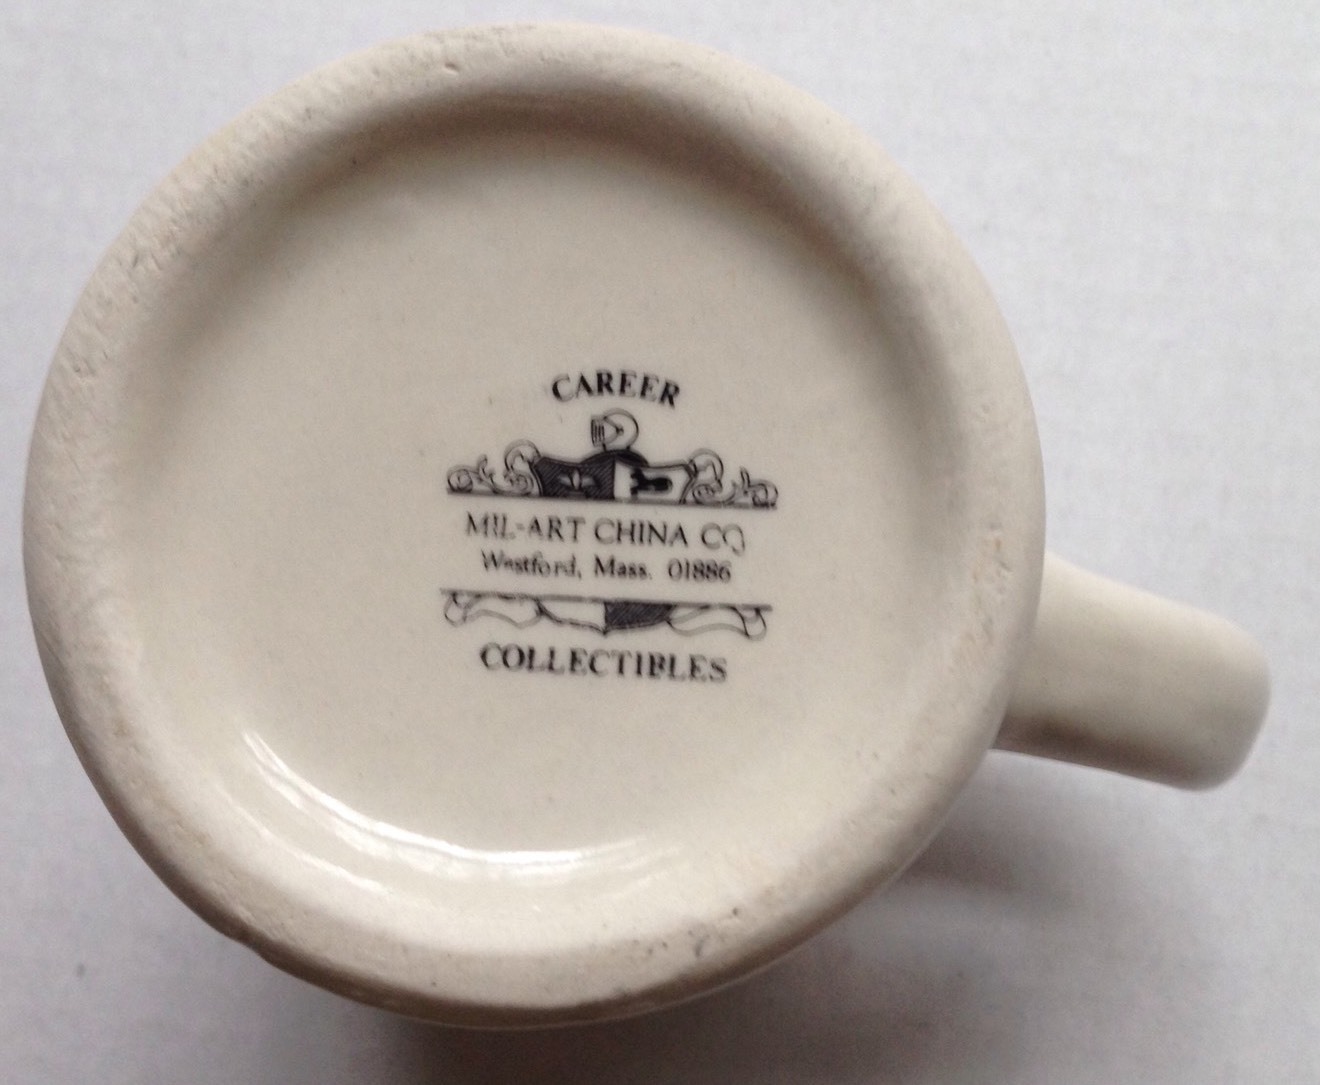 CAREER
MIL-ART CHINA CO
Westford, Mass. 01886
COLLECTIBLES